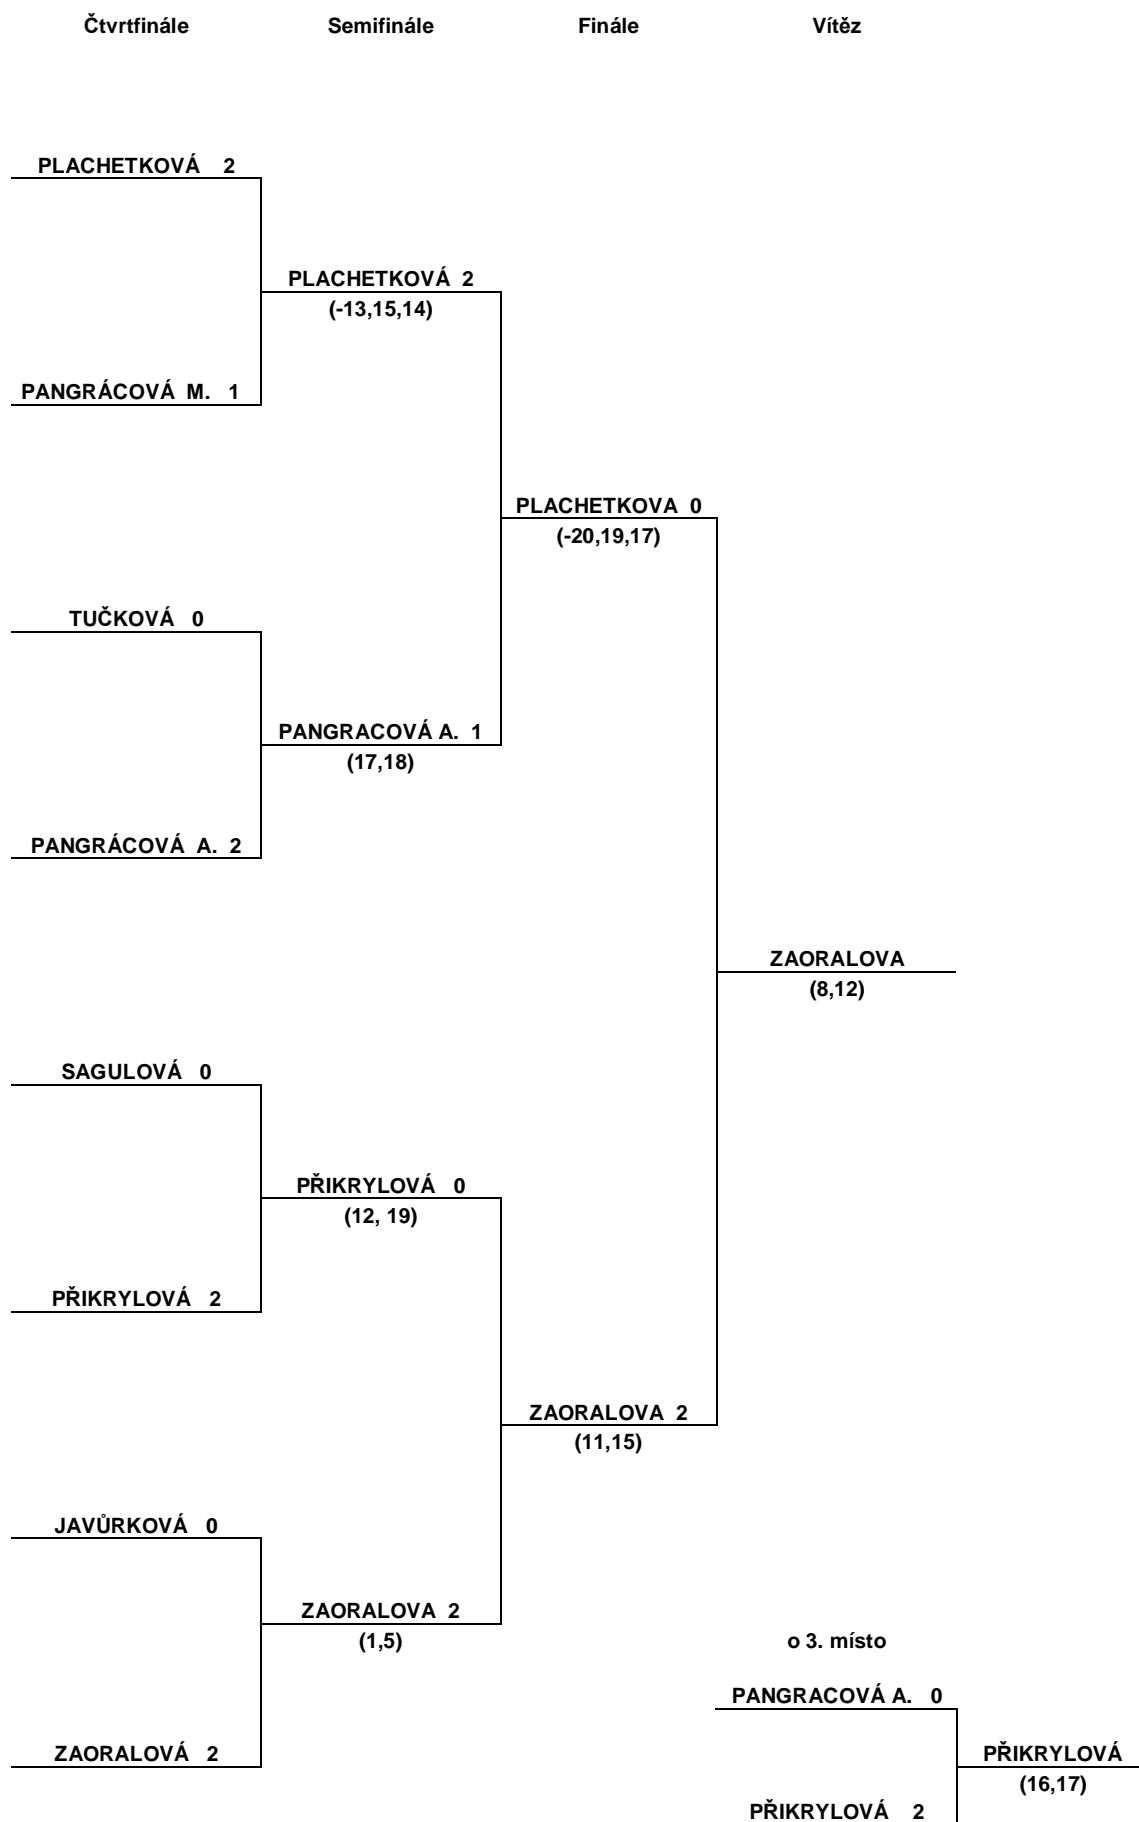 Čtvrtfinále Semifinále Finále Vítěz
PLACHETKOVÁ 2
PLACHETKOVÁ 2
(-13,15,14)
PANGRÁCOVÁ M. 1
PLACHETKOVA 0
(-20,19,17)
TUČKOVÁ 0
PANGRACOVÁ A. 1
(17,18)
PANGRÁCOVÁ A. 2
ZAORALOVA
(8,12)
SAGULOVÁ 0
PŘIKRYLOVÁ 0
(12, 19)
PŘIKRYLOVÁ 2
ZAORALOVA 2
(11,15)
JAVŮRKOVÁ 0
ZAORALOVA 2
(1,5)
o 3. místo
PANGRACOVÁ A. 0
ZAORALOVÁ 2
PŘIKRYLOVÁ
(16,17)
PŘIKRYLOVÁ 2